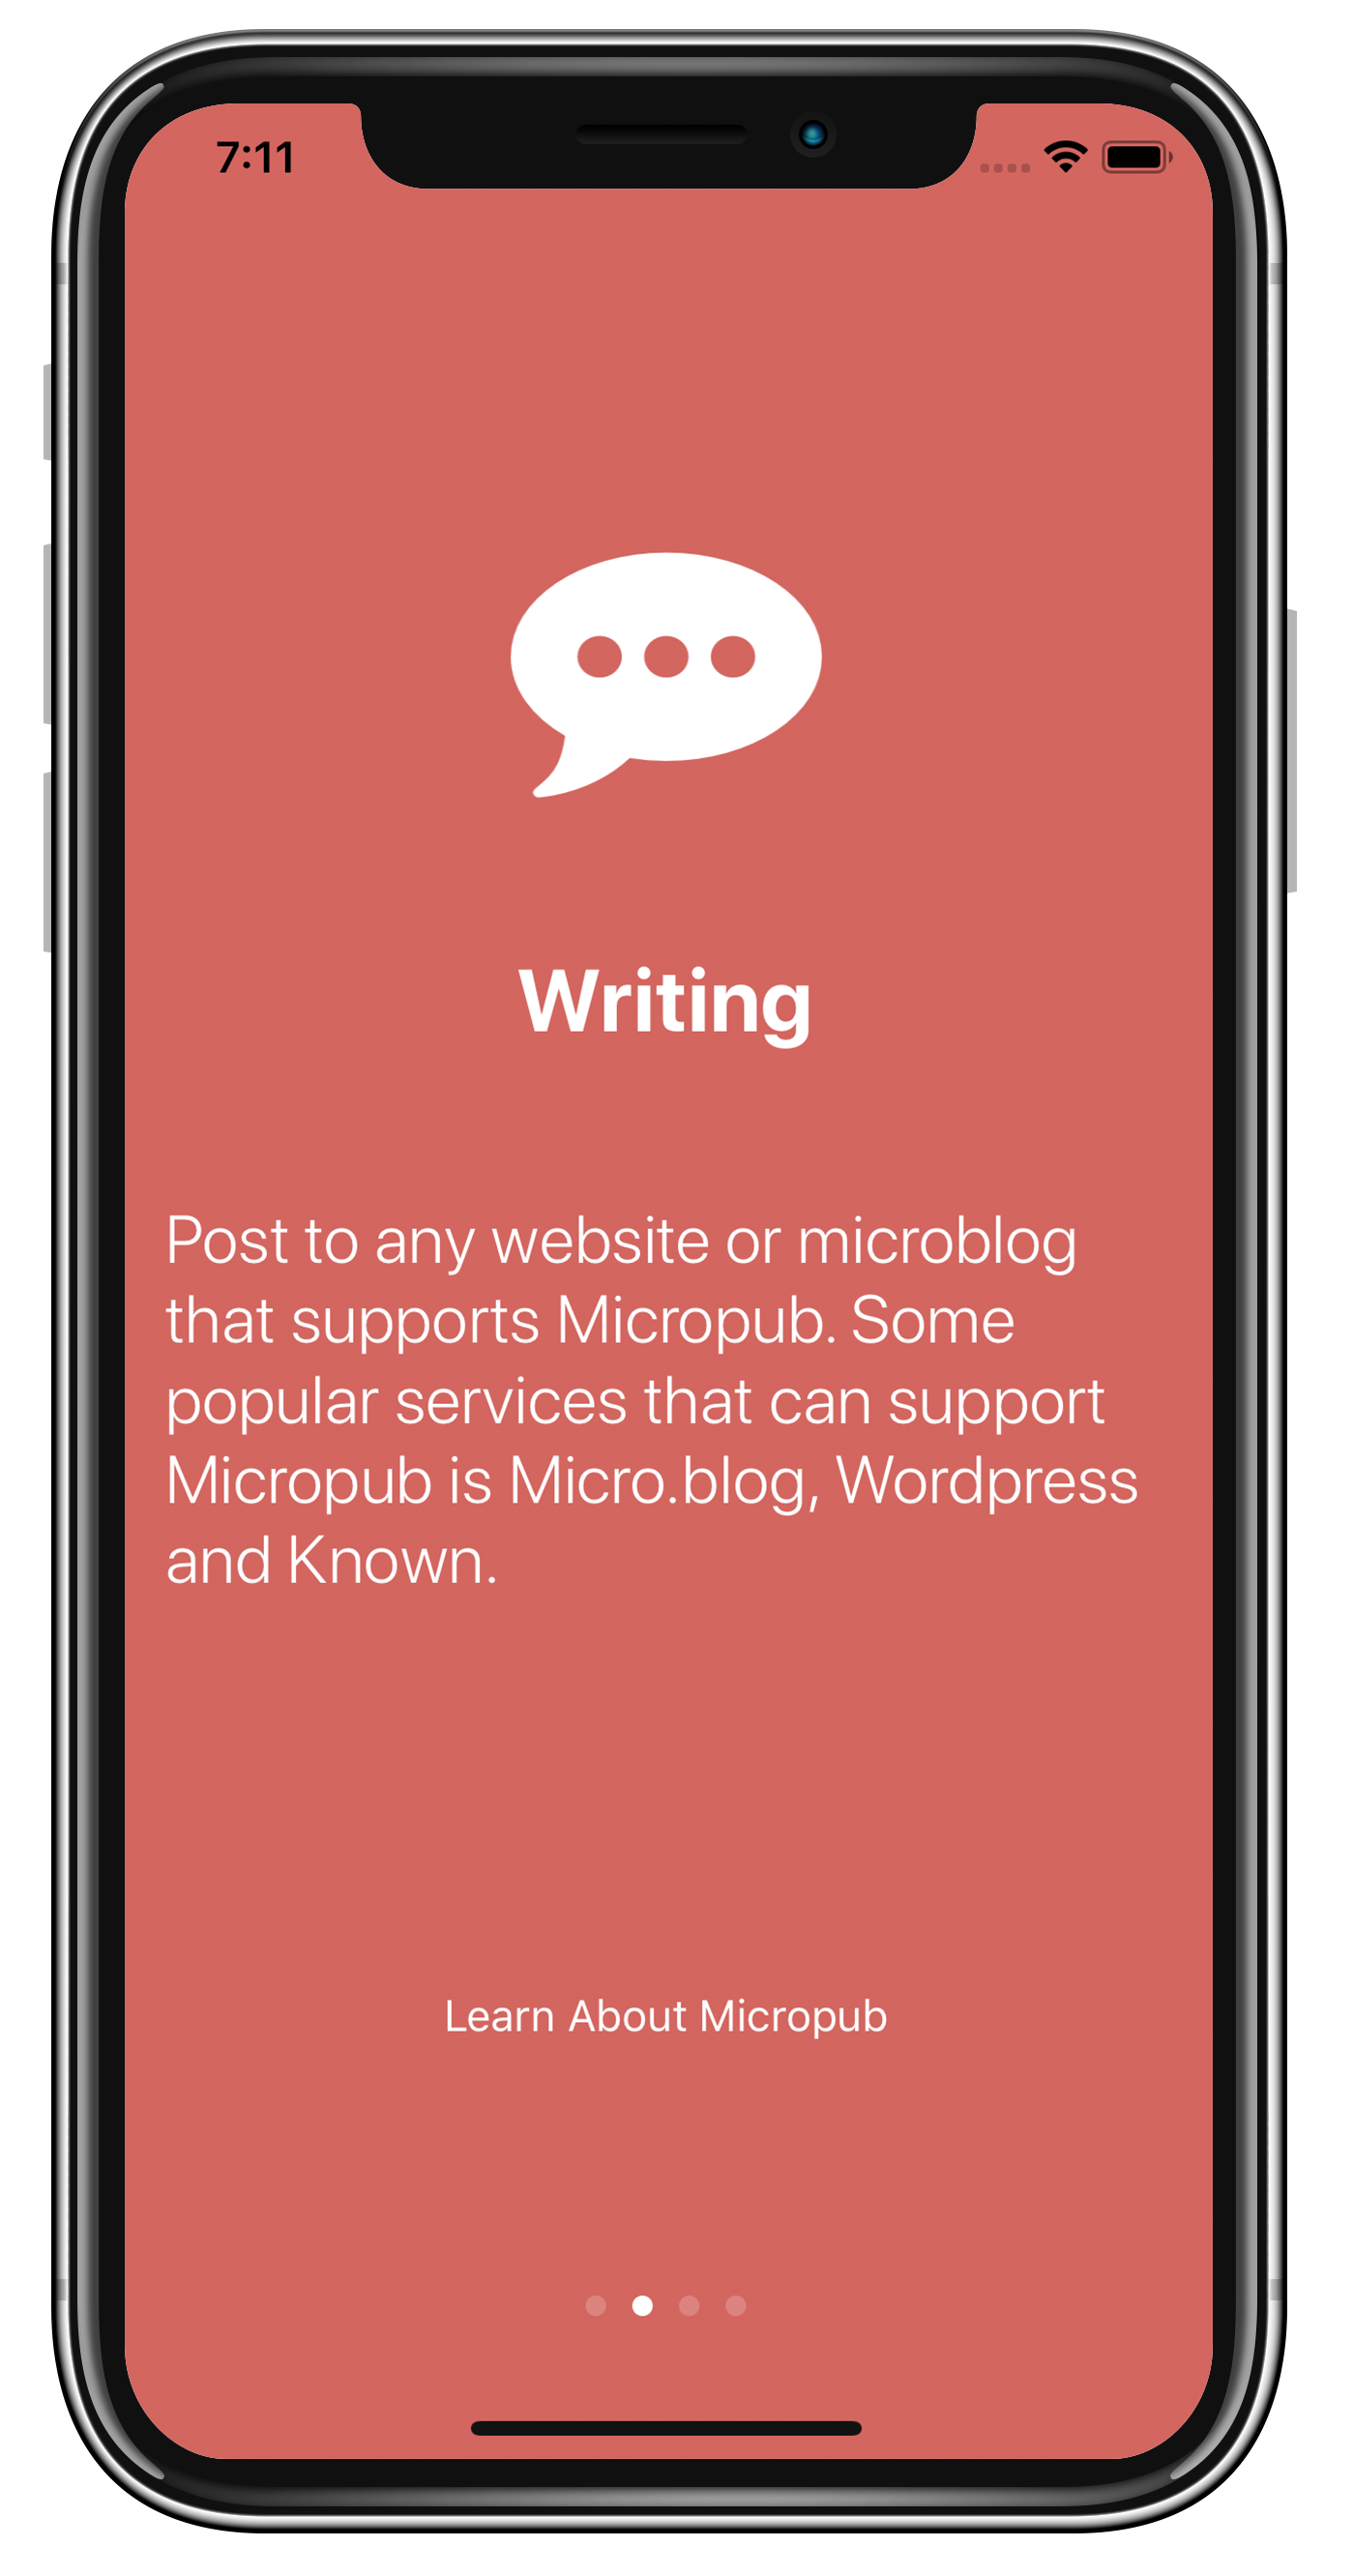 7:11
Writing
Post to any website or microblog
that supports Micropub. Some
popular services that can support
Micropub is Micro.blog, Wordpress
and Known.
Learn About Micropub